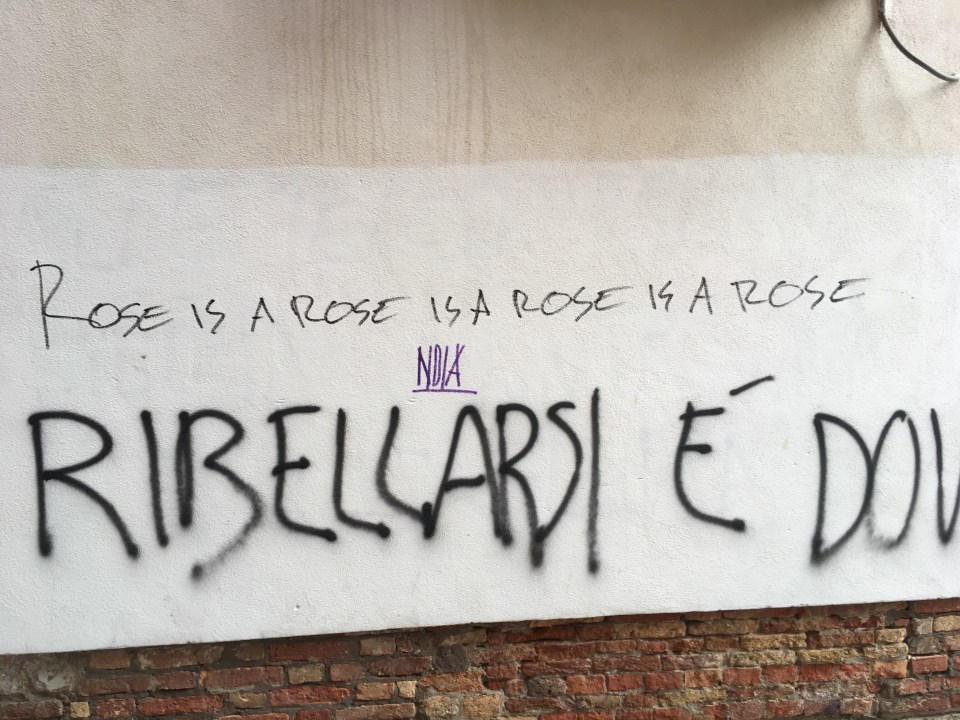 ROSE IS A ROSE IS A ROSE IS A ROSE
NDIA
RIBELLARSI É DOV